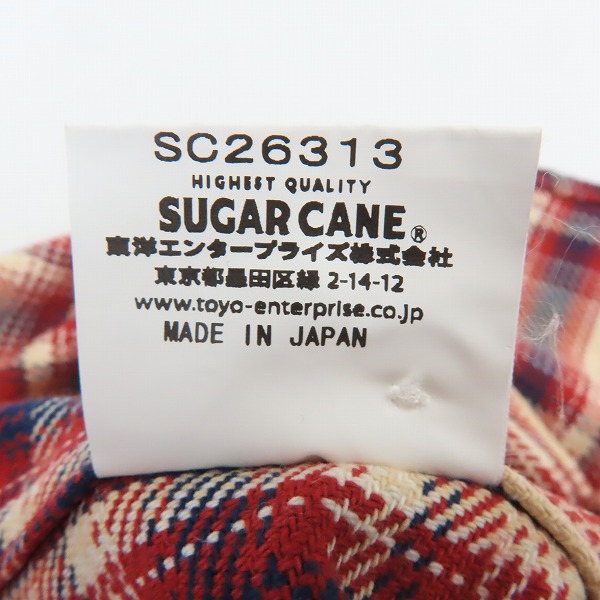 SC26313
HIGHEST QUALITY
SUGAR CANE®
東洋エンタープライズ株式会社
東京都墨田区緑 2-14-12
www.toyo-enterprise.co.jp
MADE IN JAPAN